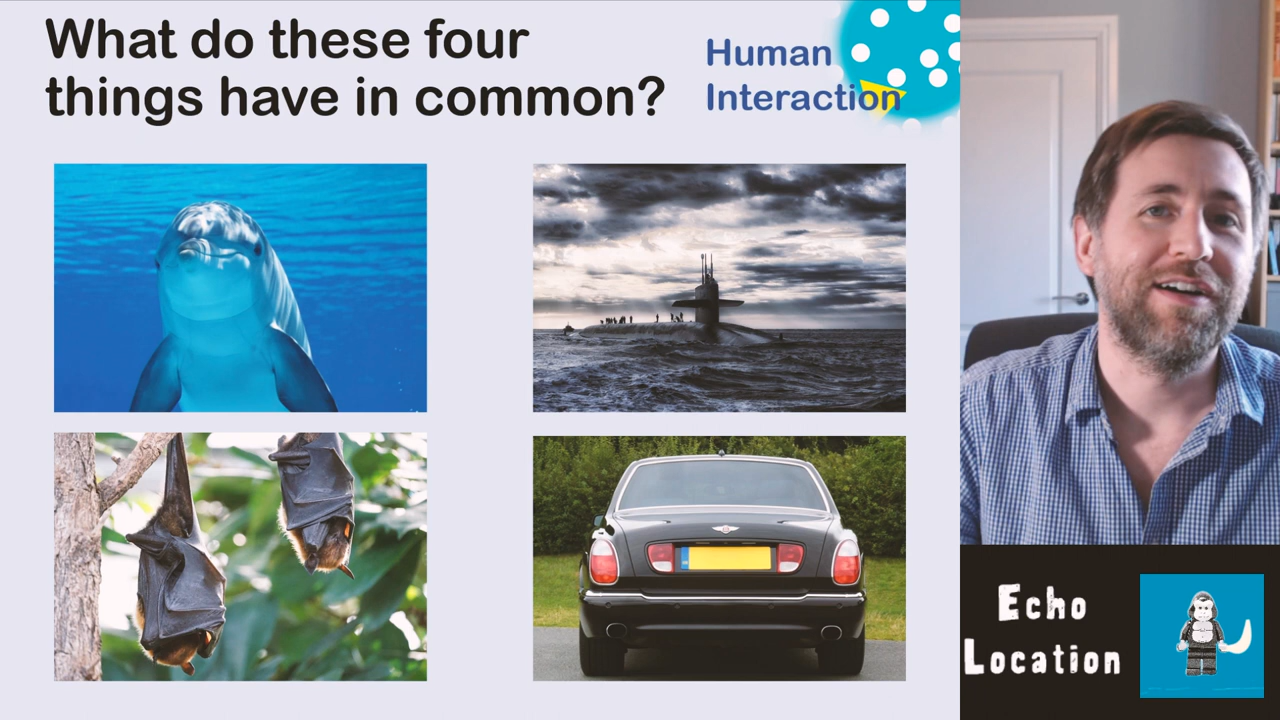 What do these four
things have in common?
Human
Interaction
Echo
Location